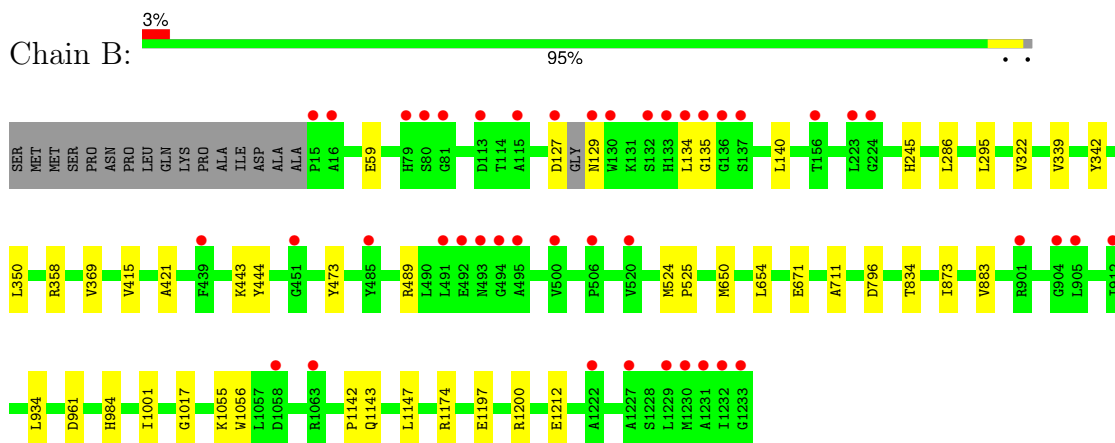 3%
Chain B:
95%
SER MET MET SER PRO ASN PRO LEU GLN LYS PRO ALA ILE ASP ALA ALA P15 A16 E59 H79 S80 G81 D113 T114 A115 D127 GLY N129 W130 K131 S132 H133 L134 G135 G136 S137 L140 T156 L223 G224 H245 L286 L295 V322 V339 Y342
L350 R358 V369 V415 A421 F439 K443 Y444 G451 Y473 Y485 R489 L490 L491 E492 N493 G494 A495 V500 P506 V520 M524 P525 M650 L654 E671 A711 D796 T834 I873 V883 R901 G904 L905 I912
L934 D961 H984 I1001 G1017 K1055 W1056 L1057 D1058 R1063 P1142 Q1143 L1147 R1174 E1197 R1200 E1212 A1222 A1227 S1228 L1229 M1230 A1231 I1232 G1233